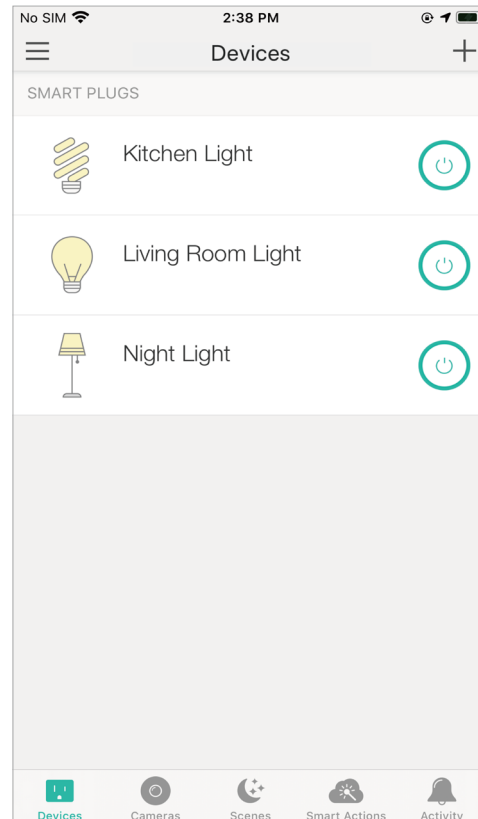 No SIM 2:38 PM
Devices
SMART PLUGS
Kitchen Light
Living Room Light
Night Light
Devices Cameras Scenes Smart Actions Activity